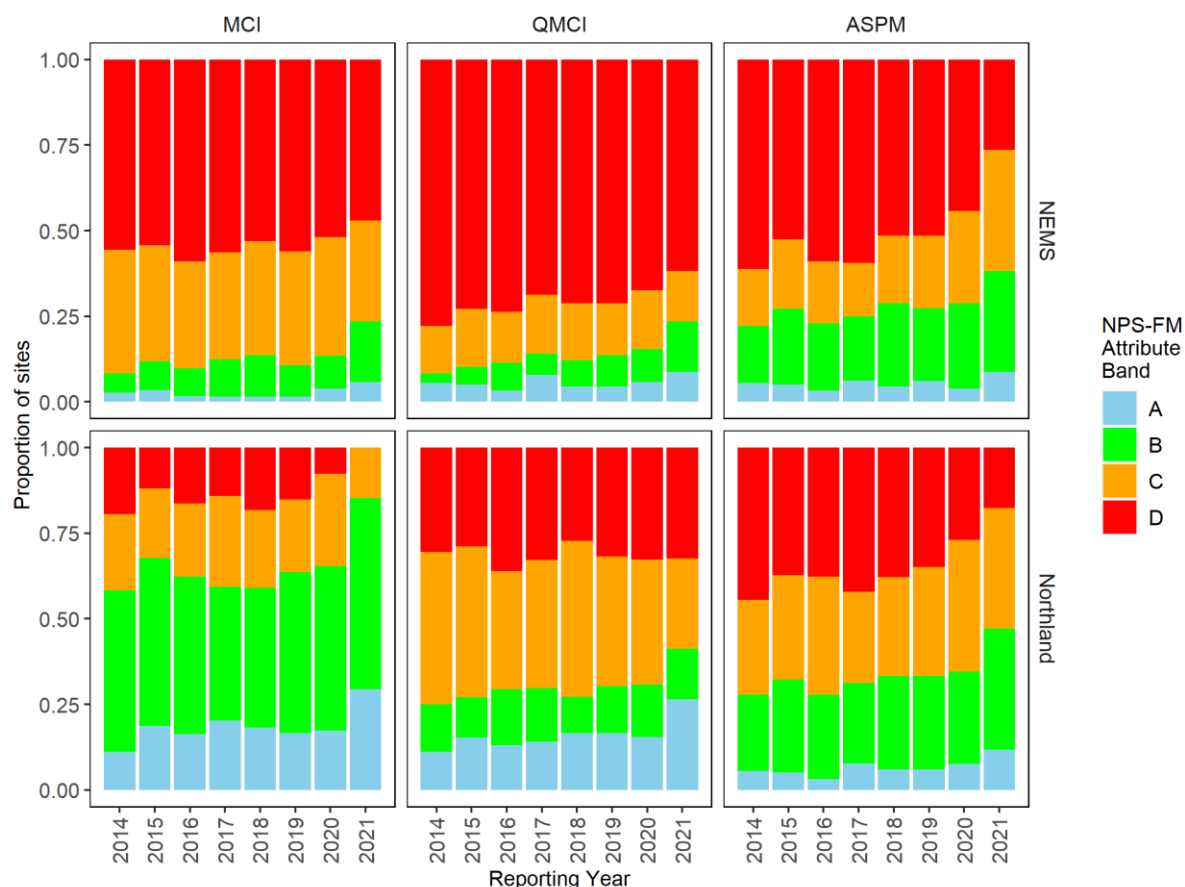 MCI QMCI ASPM
1.00
0.75
0.50
0.25
0.00
NEMS
1.00
0.75
0.50
0.25
0.00
Northland
Proportion of sites
2014 2015 2016 2017 2018 2019 2020 2021 2014 2015 2016 2017 2018 2019 2020 2021 2014 2015 2016 2017 2018 2019 2020 2021
Reporting Year
NPS-FM
Attribute
Band
A
B
C
D